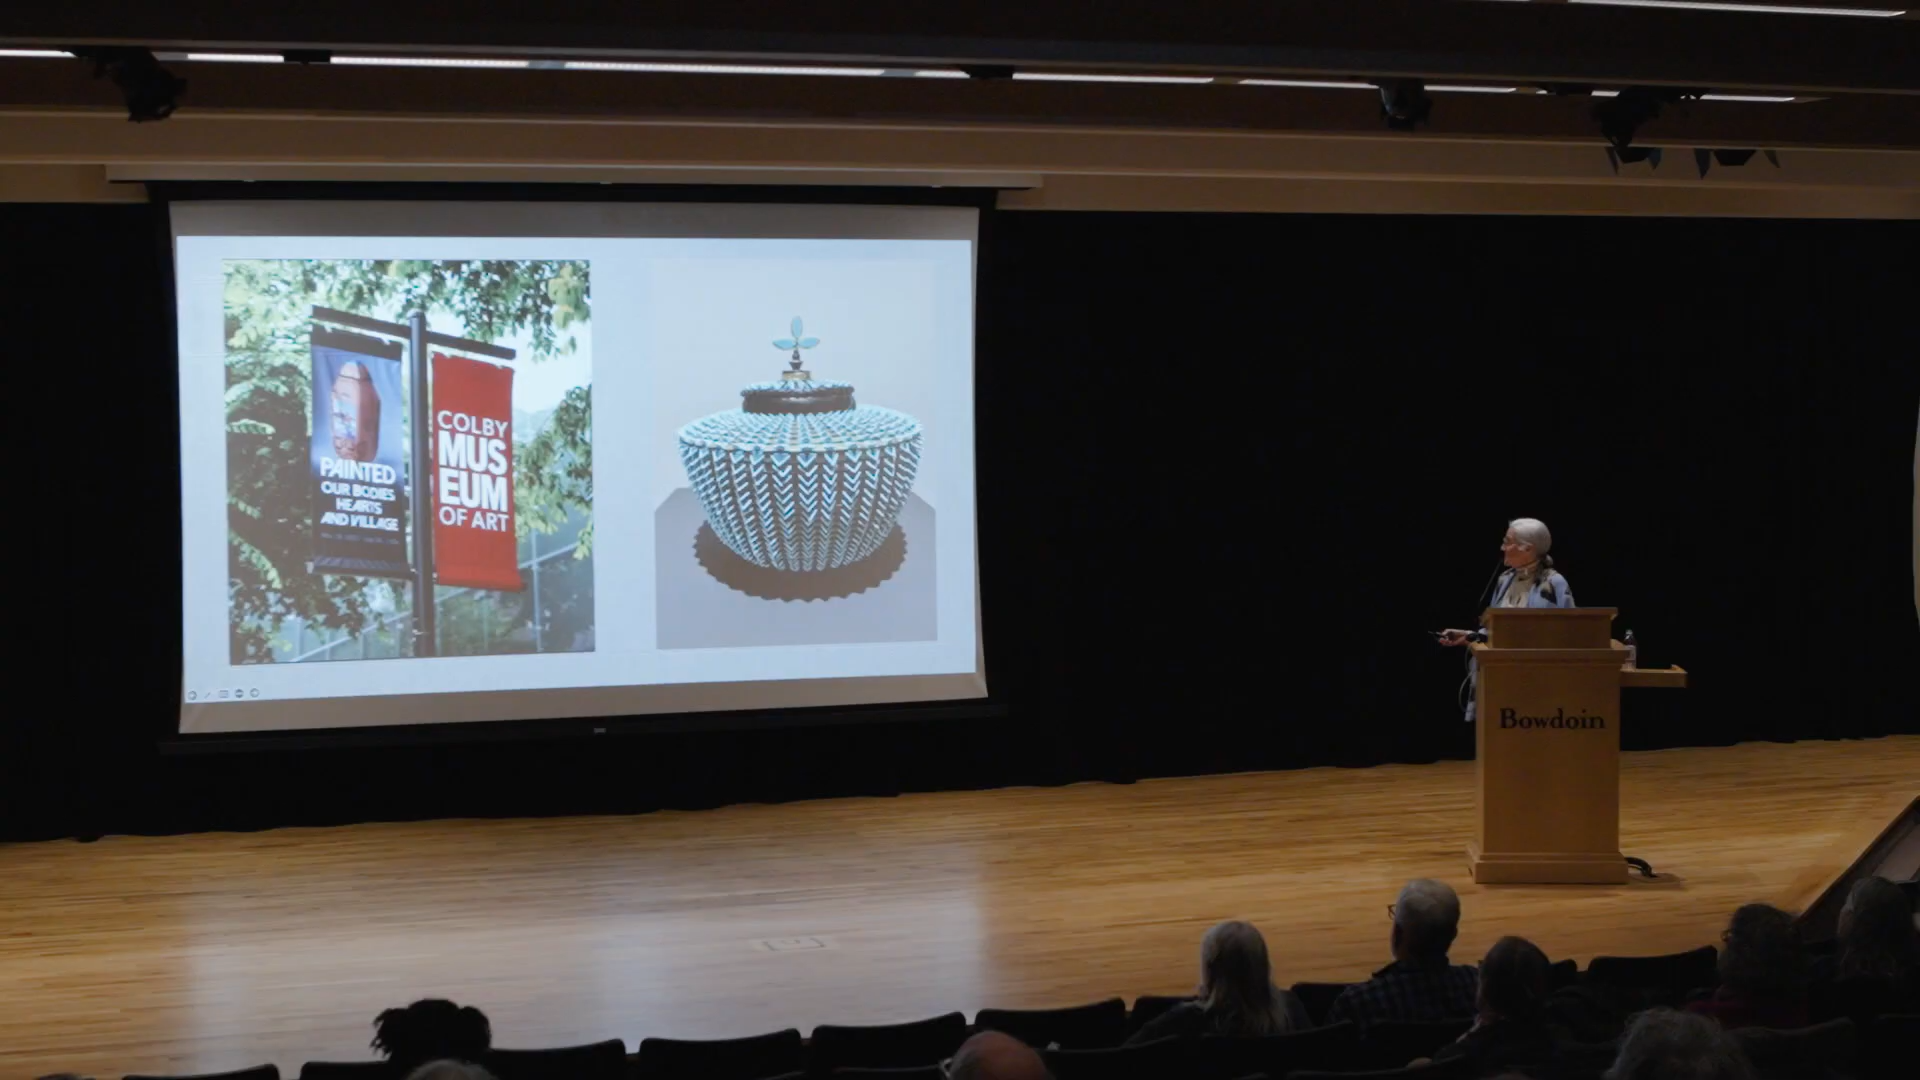 PAINTED
OUR BODIES
HEARTS
AND VILLAGE
COLBY
MUS
EUM
OF ART
Bowdoin